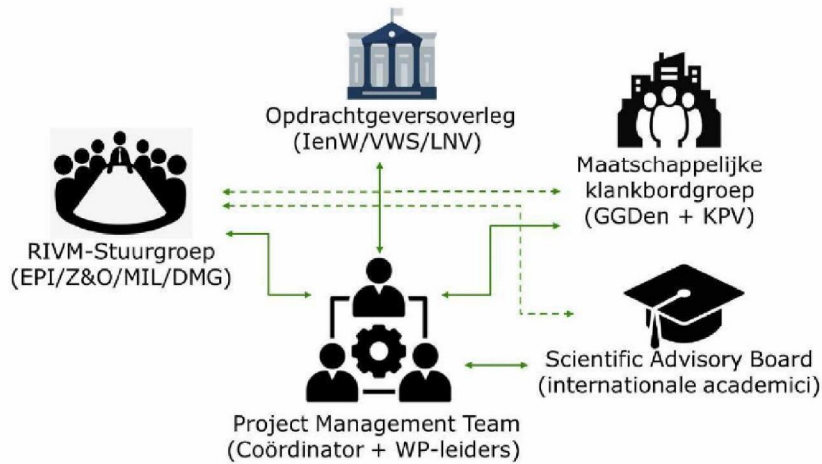 Opdrachtgeversoverleg
(IenW/VWS/LNV)
Maatschappelijke
klankbordgroep
(GGDen + KPV)
RIVM-Stuurgroep
(EPI/Z&O/MIL/DMG)
Scientific Advisory Board
(internationale academici)
Project Management Team
(Coördinator + WP-leiders)